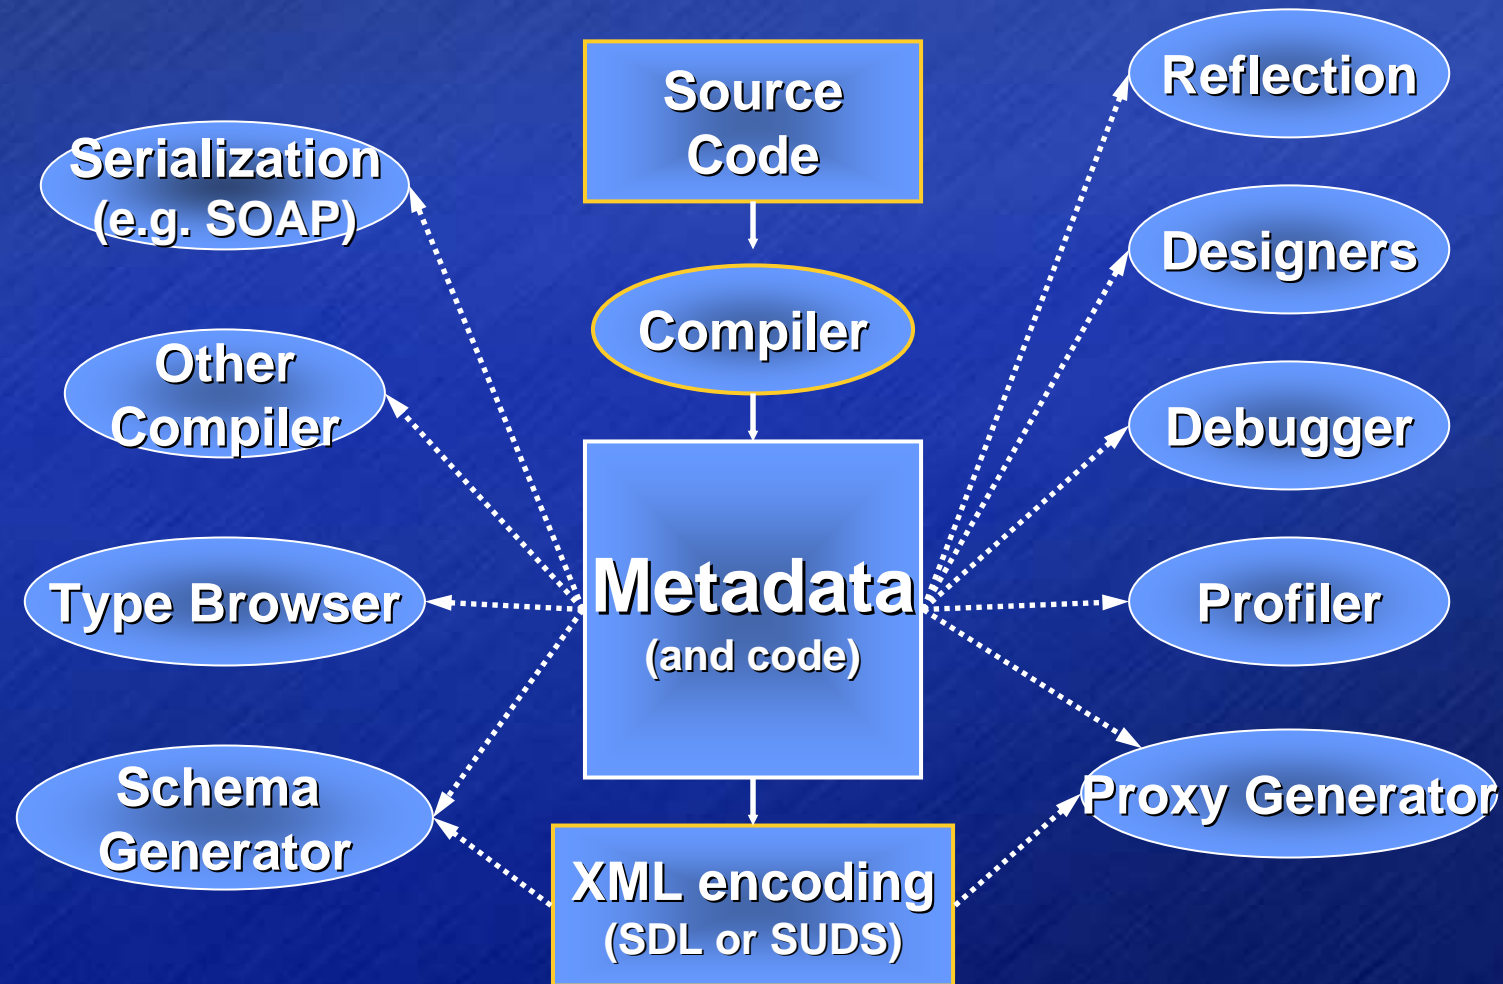 Source
Code
Reflection
Serialization
(e.g. SOAP)
Designers
Compiler
Other
Compiler
Debugger
Metadata
(and code)
Type Browser
Profiler
Schema
Generator
Proxy Generator
XML encoding
(SDL or SUDS)